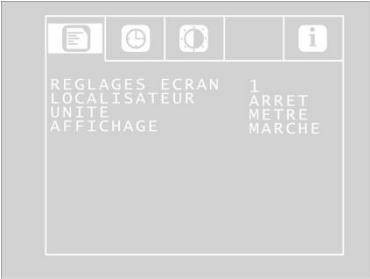 i
REGLAGES ECRAN 1
LOCALISATEUR ARRET
UNITE METRE
AFFICHAGE MARCHE